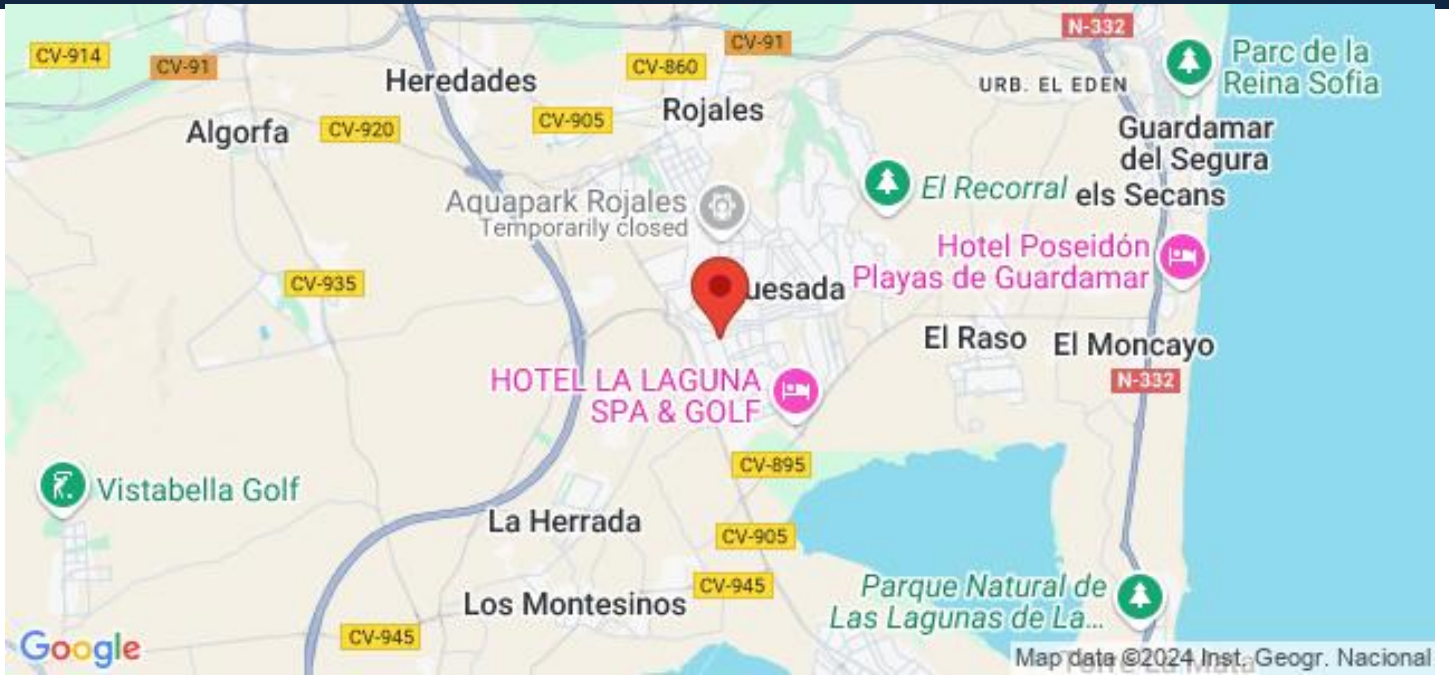 N-332
CV-914
CV-91
CV-91
CV-860
Parc de la
Reina Sofia
Heredades
URB. EL EDEN
Rojales
Algorfa
CV-920
CV-905
Guardamar
del Segura
Aquapark Rojales
Temporarily closed
El Recorral
els Secans
Hotel Poseidón
Playas de Guardamar
CV-935
uesada
El Raso
El Moncayo
HOTEL LA LAGUNA
SPA & GOLF
N-332
CV-895
Vistabella Golf
La Herrada
CV-905
CV-945
Parque Natural de
Las Lagunas de La...
Los Montesinos
CV-945
Google
Map data ©2024 Inst. Geogr. Nacional